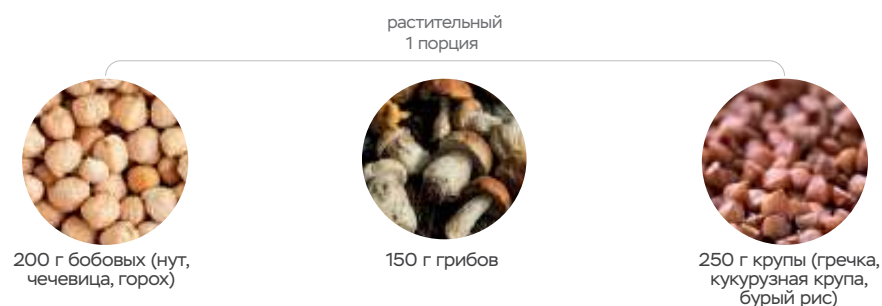 растительный
1 порция
200 г бобовых (нут,
чечевица, горох)
150 г грибов
250 г крупы (гречка,
кукурузная крупа,
бурый рис)